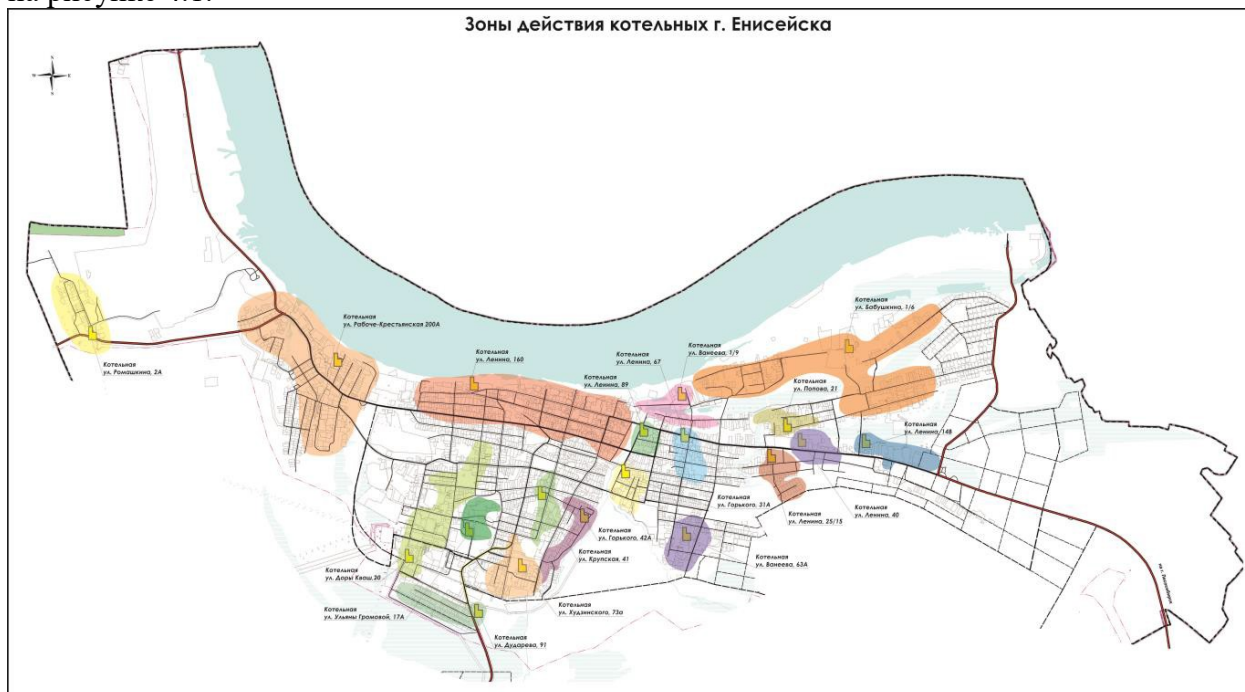 Зоны действия котельных г. Енисейска
Котельная
ул. Бабушкина, 1/6
Котельная
ул. Рабоче-Крестьянская 200А
Котельная
ул. Ромашкина, 2А
Котельная
ул. Ленина, 160
Котельная
ул. Ленина, 67
Котельная
ул. Ванеева, 1/9
Котельная
ул. Ленина, 89
Котельная
ул. Попова, 21
Котельная
ул. Ленина, 14В
Котельная
ул. Горького, 31А
Котельная
ул. Ленина, 40
Котельная
ул. Ленина, 25/15
Котельная
ул. Горького, 42А
Котельная
ул. Крупская, 41
Котельная
ул. Ванеева, 63А
Котельная
ул. Доры Кваш,20
Котельная
ул. Худзинского, 73а
Котельная
ул. Ульяны Громовой, 17А
Котельная
ул. Дударева, 91